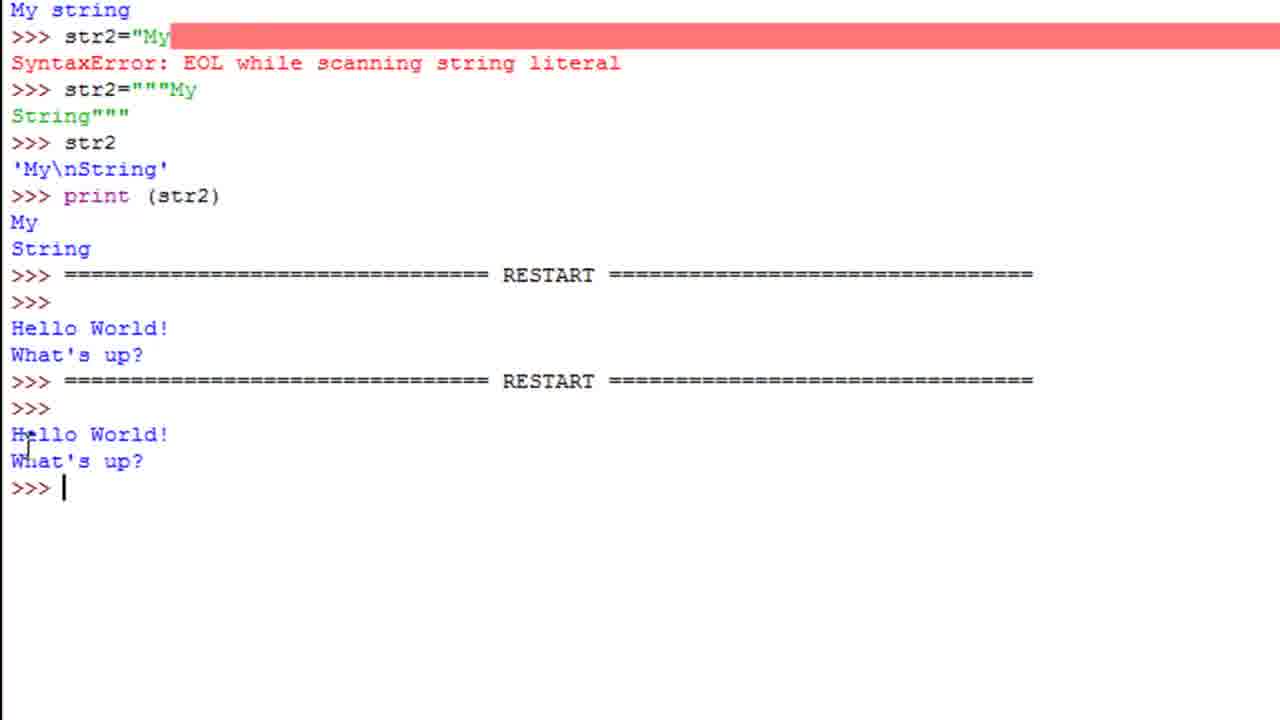 My string
>>> str2="My
SyntaxError: EOL while scanning string literal
>>> str2="""My
String"""
>>> str2
'My\nString'
>>> print (str2)
My
String
>>> ================================ RESTART ================================
>>>
Hello World!
What's up?
>>> ================================ RESTART ================================
>>>
Hello World!
What's up?
>>>